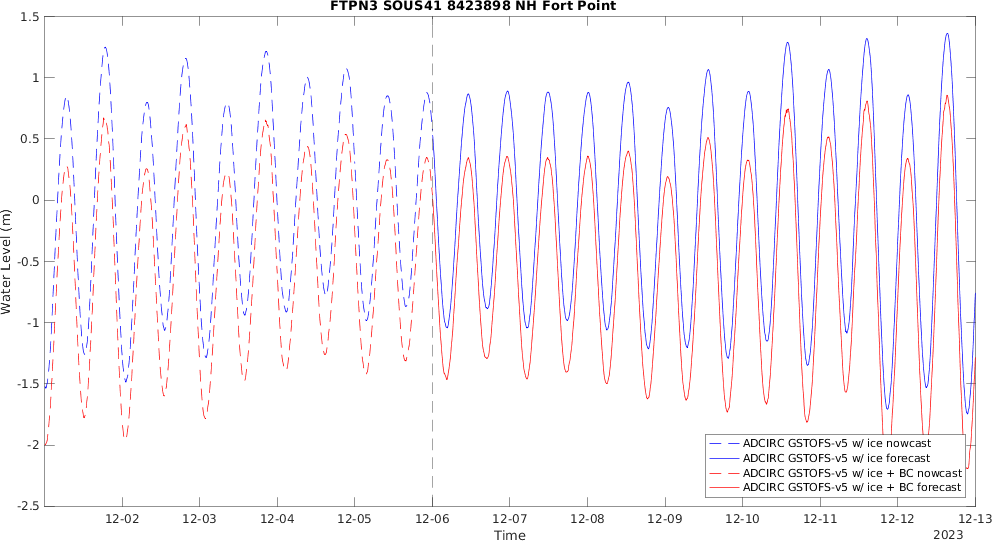 FTPN3 SOUS41 8423898 NH Fort Point
1.5
1
0.5
0
-0.5
-1
-1.5
-2
-2.5
Water Level (m)
ADCIRC GSTOFS-v5 w/ ice nowcast
ADCIRC GSTOFS-v5 w/ ice forecast
ADCIRC GSTOFS-v5 w/ ice + BC nowcast
ADCIRC GSTOFS-v5 w/ ice + BC forecast
12-02 12-03 12-04 12-05 12-06 12-07 12-08 12-09 12-10 12-11 12-12 12-13
Time
2023